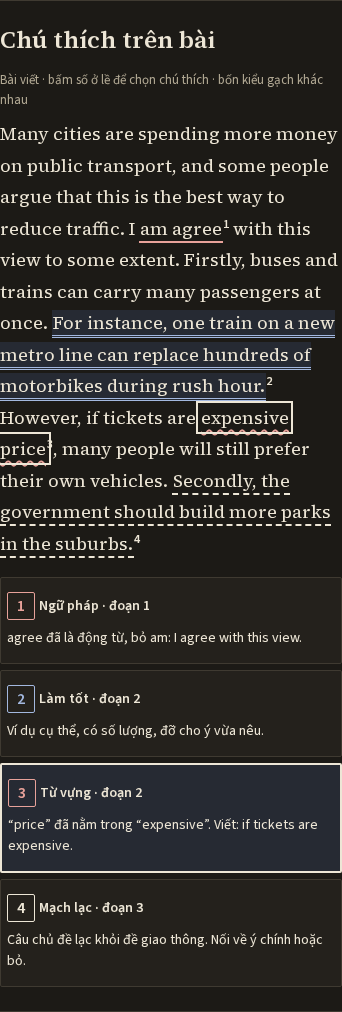 Chú thích trên bài
Bài viết · bấm số ở lề để chọn chú thích · bốn kiểu gạch khác
nhau
Many cities are spending more money
on public transport, and some people
argue that this is the best way to
reduce traffic. I am agree¹ with this
view to some extent. Firstly, buses and
trains can carry many passengers at
once. For instance, one train on a new
metro line can replace hundreds of
motorbikes during rush hour.²
However, if tickets are expensive
price³, many people will still prefer
their own vehicles. Secondly, the
government should build more parks
in the suburbs.⁴
1 Ngữ pháp · đoạn 1
agree đã là động từ, bỏ am: I agree with this view.
2 Làm tốt · đoạn 2
Ví dụ cụ thể, có số lượng, đỡ cho ý vừa nêu.
3 Từ vựng · đoạn 2
“price” đã nằm trong “expensive”. Viết: if tickets are
expensive.
4 Mạch lạc · đoạn 3
Câu chủ đề lạc khỏi đề giao thông. Nối về ý chính hoặc
bỏ.